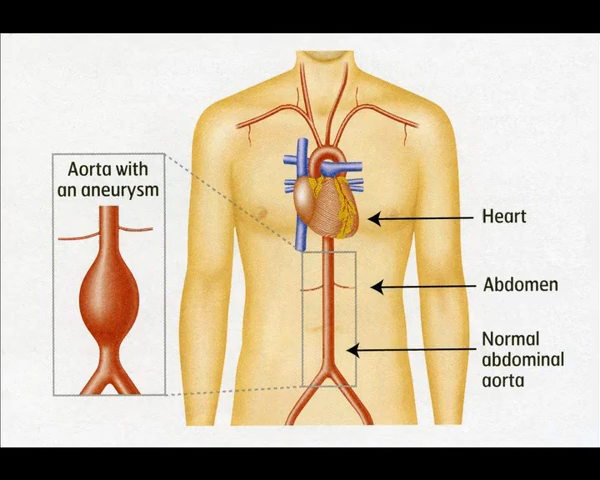 Aorta with
an aneurysm
Heart
Abdomen
Normal
abdominal
aorta